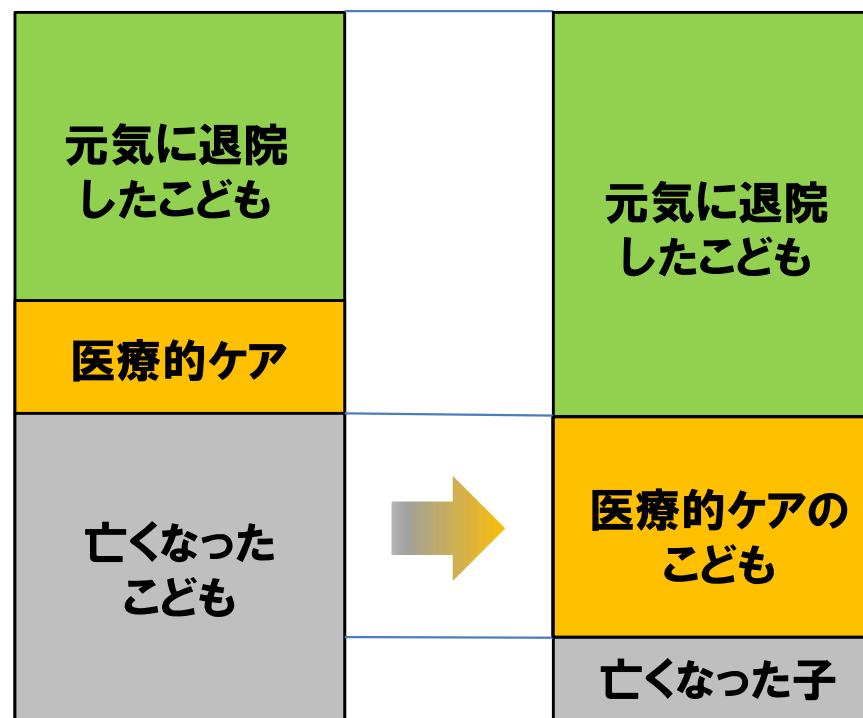 元気に退院
したこども
医療的ケア
亡くなった
こども
元気に退院
したこども
医療的ケアの
こども
亡くなった子